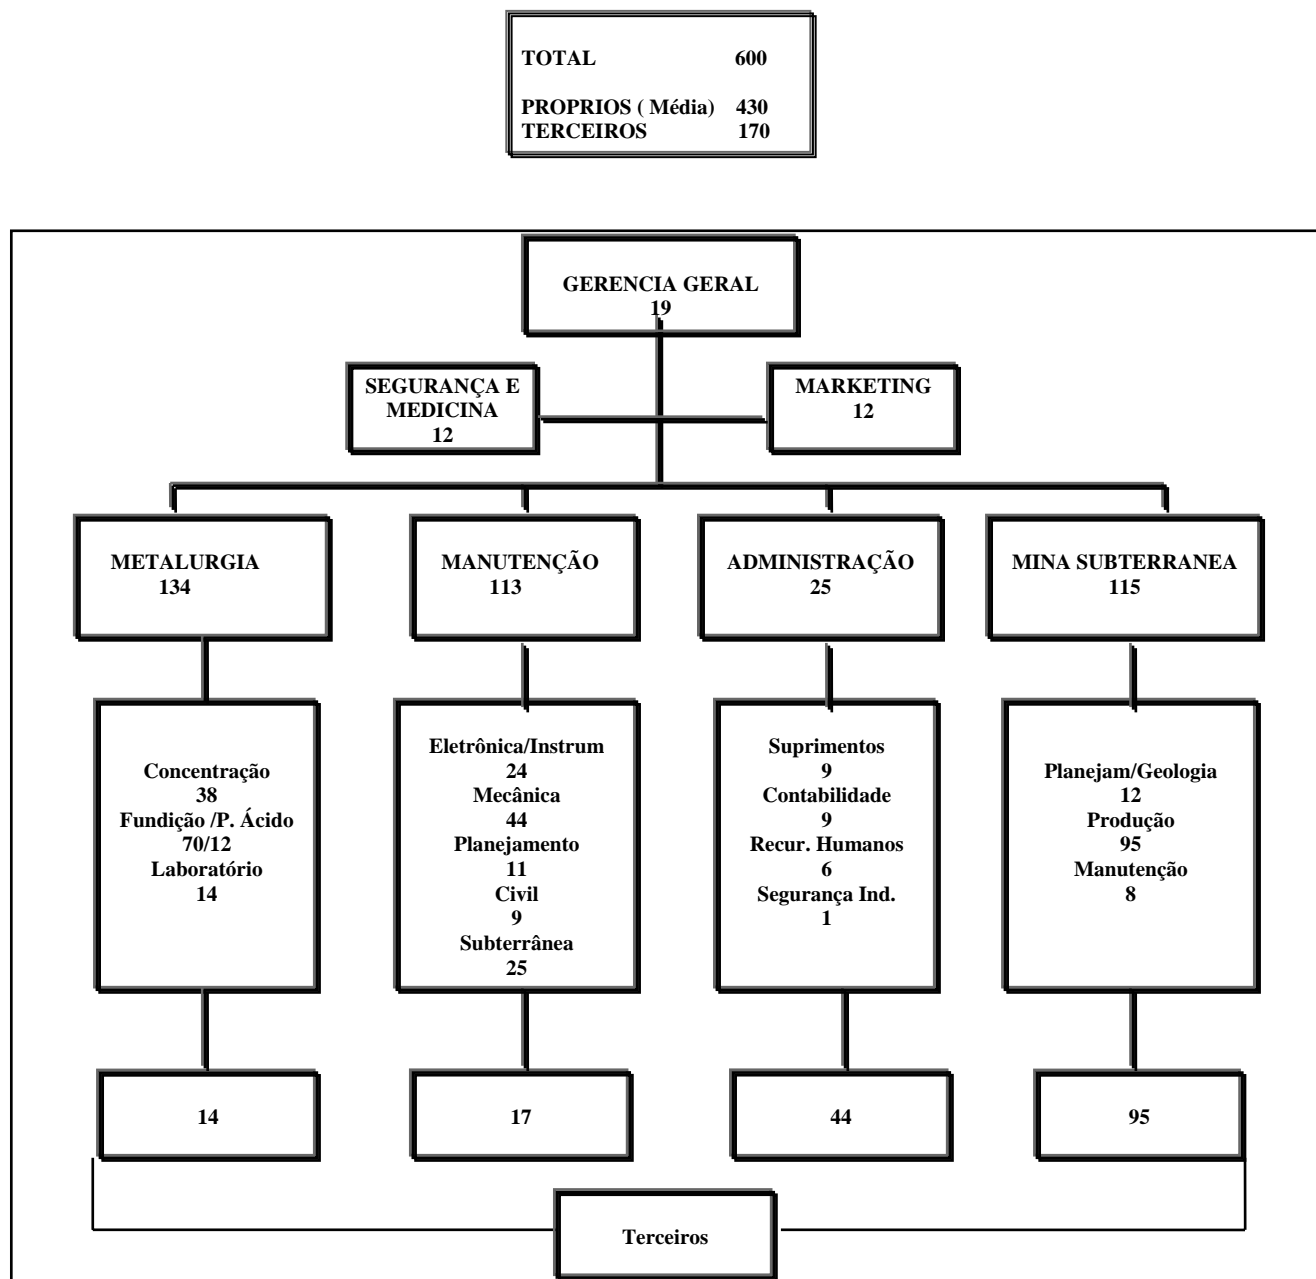 TOTAL 600
PROPRIOS ( Média) 430
TERCEIROS 170
GERENCIA GERAL
19
SEGURANÇA E
MEDICINA
12
MARKETING
12
METALURGIA
134
MANUTENÇÃO
113
ADMINISTRAÇÃO
25
MINA SUBTERRANEA
115
Concentração
38
Fundição /P. Ácido
70/12
Laboratório
14
Eletrônica/Instrum
24
Mecânica
44
Planejamento
11
Civil
9
Subterrânea
25
Suprimentos
9
Contabilidade
9
Recur. Humanos
6
Segurança Ind.
1
Planejam/Geologia
12
Produção
95
Manutenção
8
14
17
44
95
Terceiros